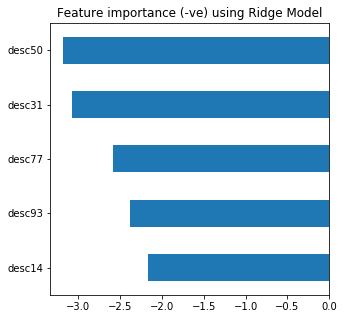 Feature importance (-ve) using Ridge Model
desc50
desc31
desc77
desc93
desc14
−3.0 −2.5 −2.0 −1.5 −1.0 −0.5 0.0